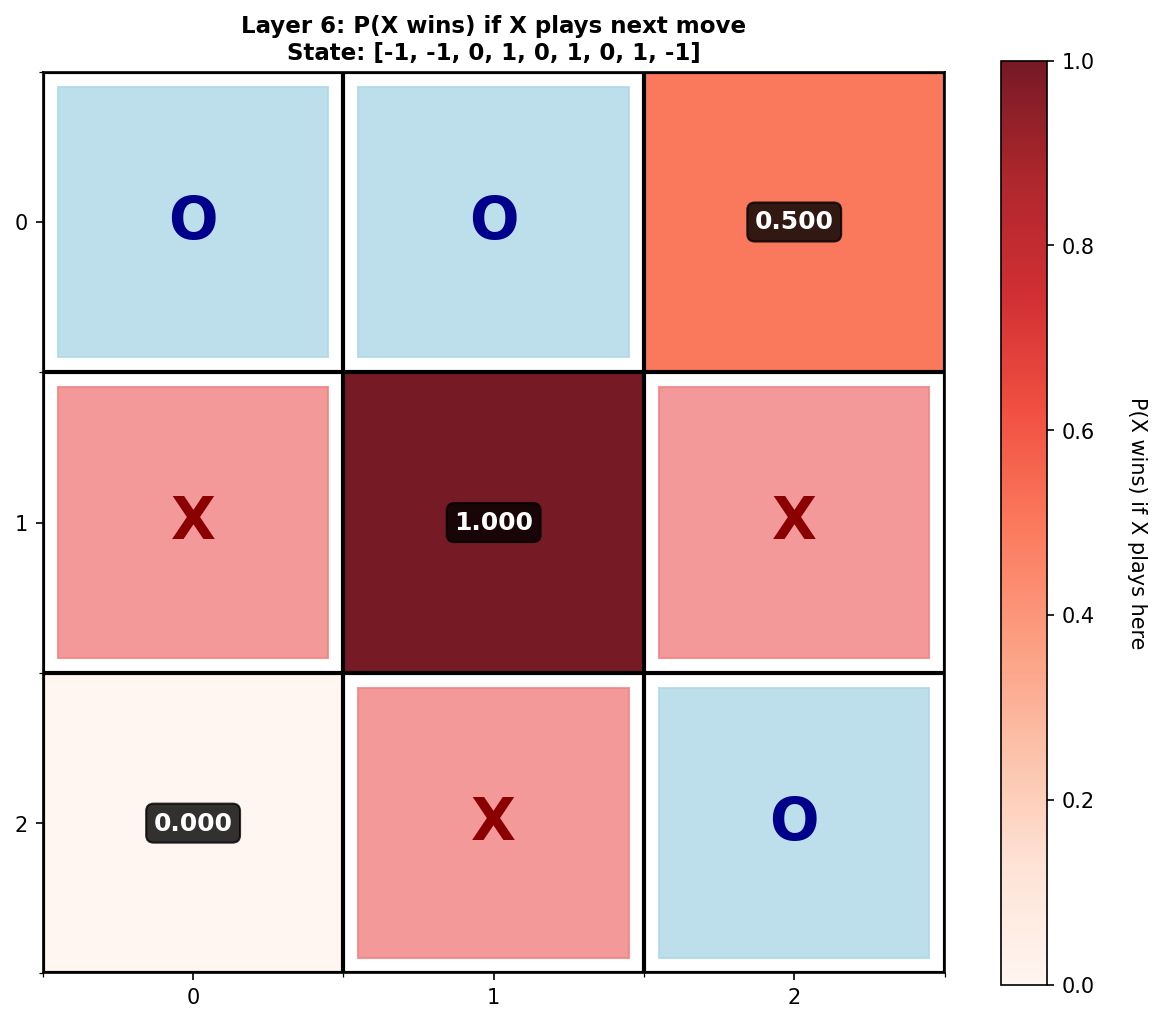 Layer 6: P(X wins) if X plays next move
State: [-1, -1, 0, 1, 0, 1, 0, 1, -1]
0
O
O
0.500
1
X
1.000
X
2
0.000
X
O
0
1
2
1.0
0.8
0.6
0.4
0.2
0.0
P(X wins) if X plays here